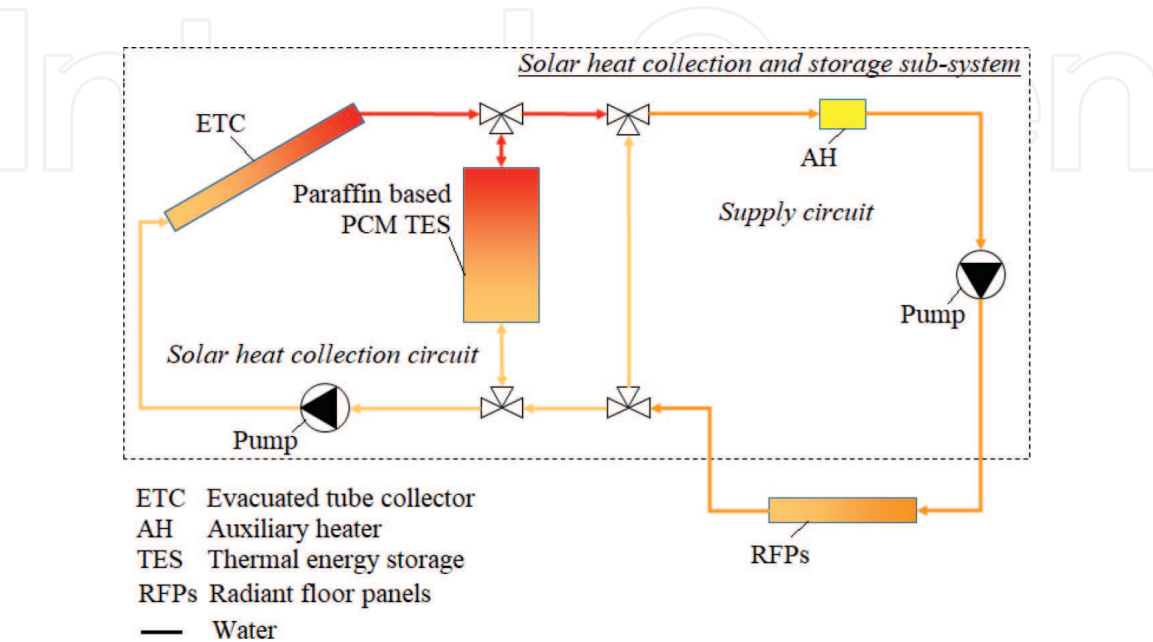 Solar heat collection and storage sub-system
ETC
AH
Paraffin based
PCM TES
Supply circuit
Pump
Solar heat collection circuit
Pump
RFPs
ETC Evacuated tube collector
AH Auxiliary heater
TES Thermal energy storage
RFPs Radiant floor panels
Water